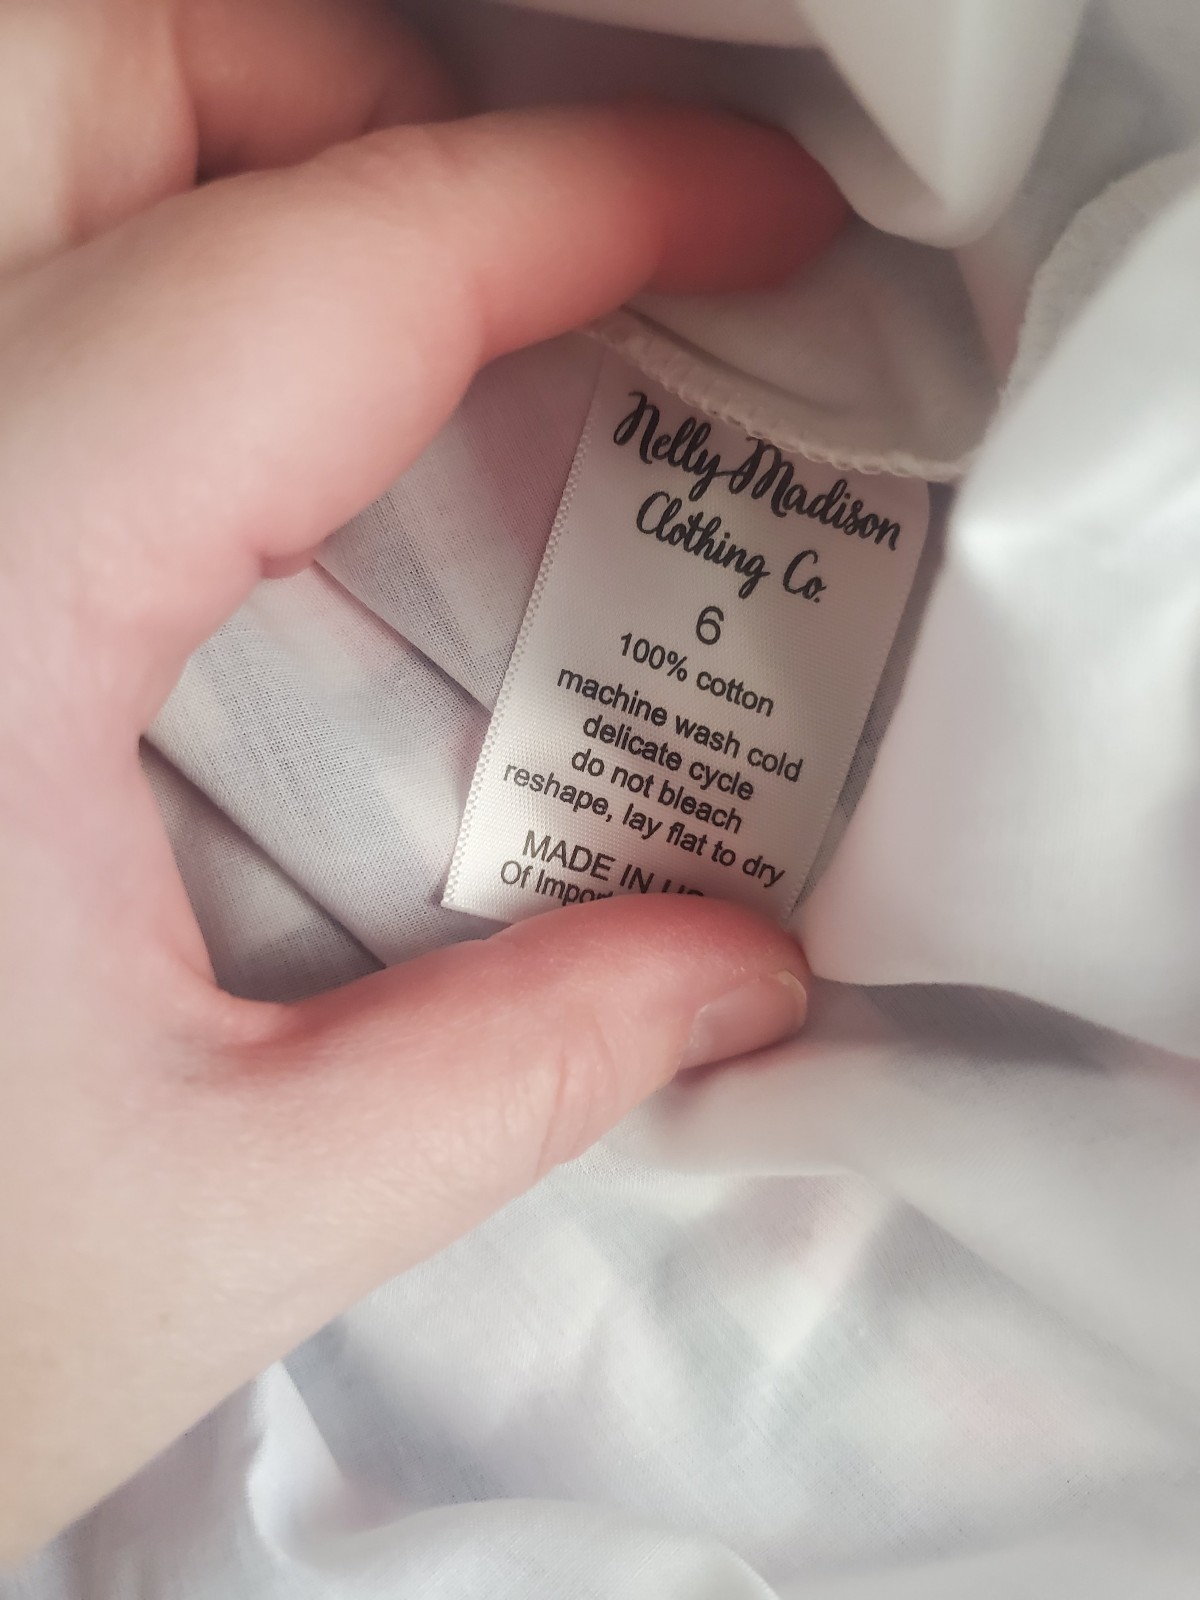 Nelly Madison
Clothing Co.
6
100% cotton
machine wash cold
delicate cycle
do not bleach
reshape, lay flat to dry
MADE IN
Of